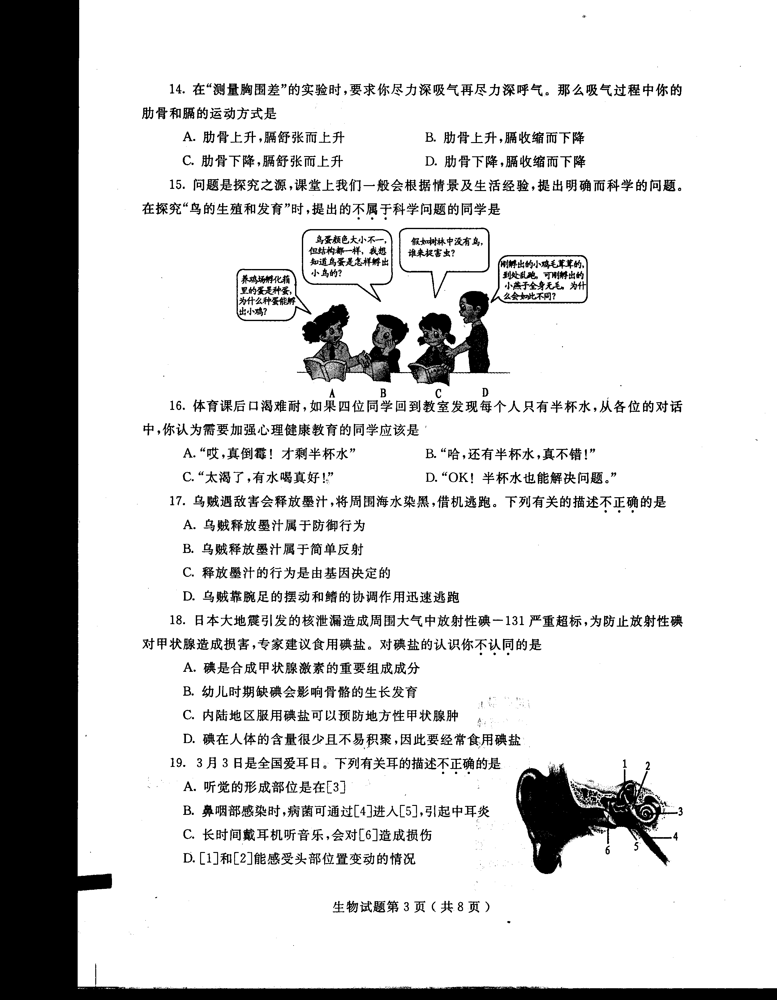 14. 在“测量胸围差”的实验时,要求你尽力深吸气再尽力深呼气。那么吸气过程中你的
肋骨和膈的运动方式是
A. 肋骨上升,膈舒张而上升 B. 肋骨上升,膈收缩而下降
C. 肋骨下降,膈舒张而上升 D. 肋骨下降,膈收缩而下降
15. 问题是探究之源,课堂上我们一般会根据情景及生活经验,提出明确而科学的问题。
在探究“鸟的生殖和发育”时,提出的不属于科学问题的同学是
养鸡场孵化箱
里的蛋是种蛋,
为什么种蛋能孵
出小鸡?
鸟蛋颜色大小不一,
但结构都一样,我想
知道鸟蛋是怎样孵出
小鸟的?
假如树林中没有鸟,
谁来捉害虫?
刚孵出的小鸡毛茸茸的,
到处乱跑,可刚孵出的
小燕子全身无毛,为什
么会如此不同?
A B C D
16. 体育课后口渴难耐,如果四位同学回到教室发现每个人只有半杯水,从各位的对话
中,你认为需要加强心理健康教育的同学应该是
A.“哎,真倒霉! 才剩半杯水” B.“哈,还有半杯水,真不错!”
C.“太渴了,有水喝真好!” D.“OK! 半杯水也能解决问题。”
17. 乌贼遇敌害会释放墨汁,将周围海水染黑,借机逃跑。下列有关的描述不正确的是
A. 乌贼释放墨汁属于防御行为
B. 乌贼释放墨汁属于简单反射
C. 释放墨汁的行为是由基因决定的
D. 乌贼靠腕足的摆动和鳍的协调作用迅速逃跑
18. 日本大地震引发的核泄漏造成周围大气中放射性碘-131 严重超标,为防止放射性碘
对甲状腺造成损害,专家建议食用碘盐。对碘盐的认识你不认同的是
A. 碘是合成甲状腺激素的重要组成成分
B. 幼儿时期缺碘会影响骨骼的生长发育
C. 内陆地区服用碘盐可以预防地方性甲状腺肿
D. 碘在人体的含量很少且不易积聚,因此要经常食用碘盐
19. 3 月 3 日是全国爱耳日。下列有关耳的描述不正确的是
A. 听觉的形成部位是在[3]
B. 鼻咽部感染时,病菌可通过[4]进入[5],引起中耳炎
C. 长时间戴耳机听音乐,会对[6]造成损伤
D. [1]和[2]能感受头部位置变动的情况
1 2
3
4
5
6
生物试题第 3 页 ( 共 8 页 )